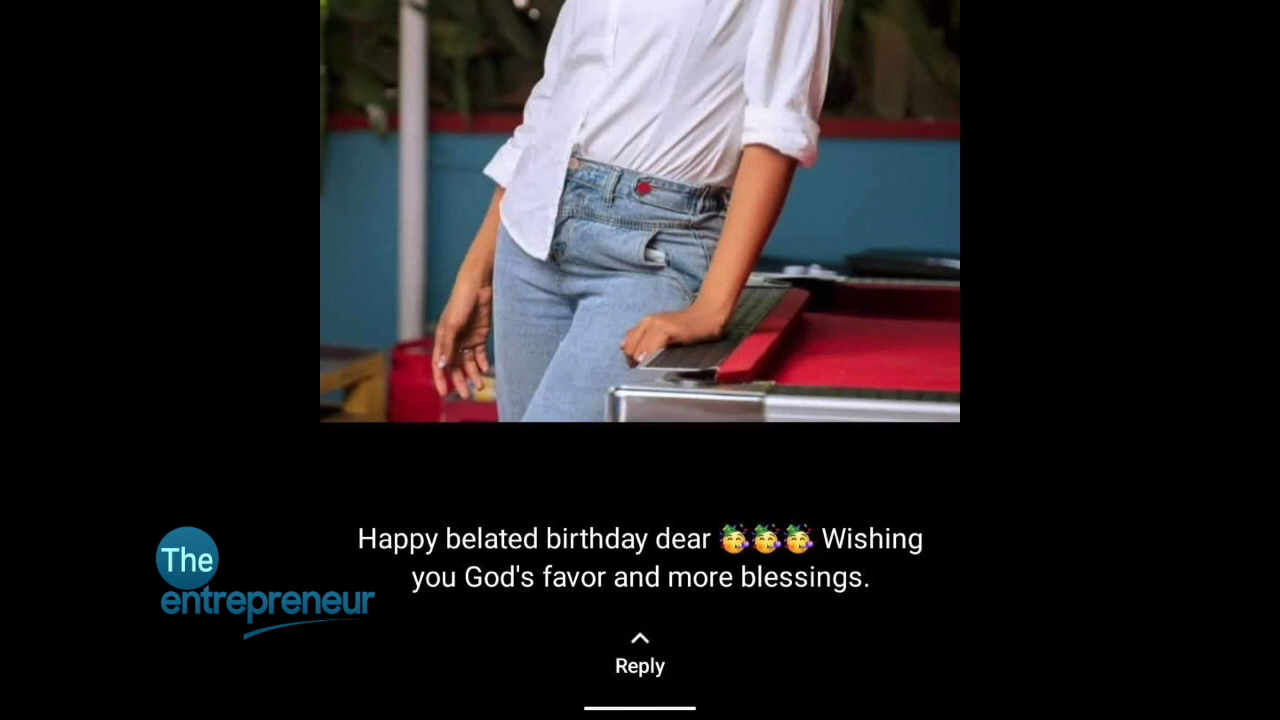 Happy belated birthday dear 🥳🥳🥳 Wishing
you God's favor and more blessings.
The
entrepreneur
Reply